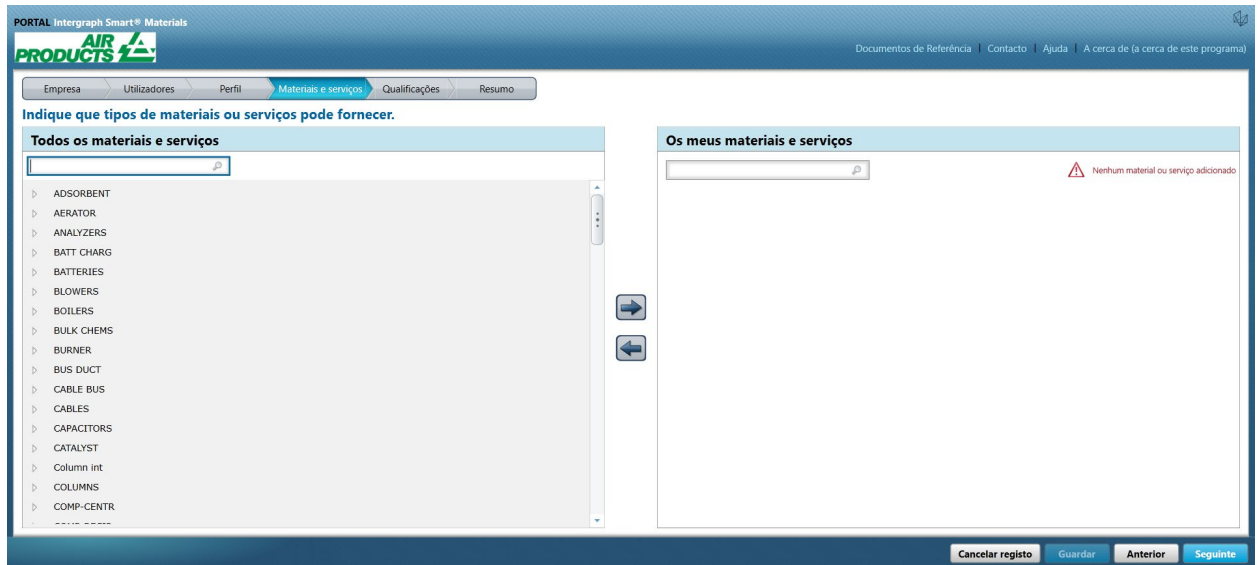 PORTAL Intergraph Smart® Materials
AIR
PRODUCTS
Documentos de Referência | Contacto | Ajuda | A cerca de (a cerca de este programa)
Empresa Utilizadores Perfil Materiais e serviços Qualificações Resumo
Indique que tipos de materiais ou serviços pode fornecer.
Todos os materiais e serviços
ADSORBENT
AERATOR
ANALYZERS
BATT CHARG
BATTERIES
BLOWERS
BOILERS
BULK CHEMS
BURNER
BUS DUCT
CABLE BUS
CABLES
CAPACITORS
CATALYST
Column int
COLUMNS
COMP-CENTR
Os meus materiais e serviços
Nenhum material ou serviço adicionado
Cancelar registo Guardar Anterior Seguinte